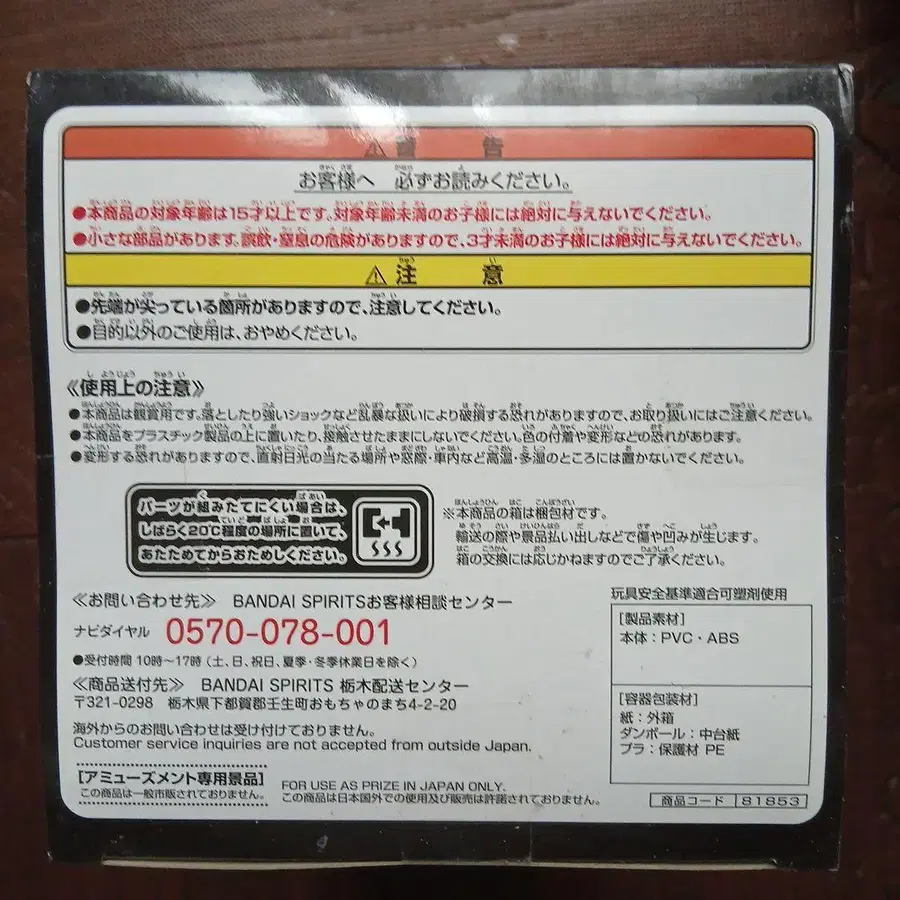 ⚠警告
お客様へ 必ずお読みください。
●本商品の対象年齢は15才以上です。対象年齢未満のお子様には絶対に与えないでください。
●小さな部品があります。誤飲・窒息の危険がありますので、3才未満のお子様には絶対に与えないでください。
⚠注意
●先端が尖っている箇所がありますので、注意してください。
●目的以外のご使用は、おやめください。
《使用上の注意》
●本商品は観賞用です。落としたり強いショックなど乱暴な扱いにより破損する恐れがありますので、お取り扱いにはご注意ください。
●本商品をプラスチック製品の上に置いたり、接触させたままにしないでください。色の付着や変形などの恐れがあります。
●変形する恐れがありますので、直射日光の当たる場所や窓際・車内など高温・多湿のところには置かないでください。
パーツが組みたてにくい場合は、
しばらく20℃程度の場所に置いて、
あたためてからおためしください。
※本商品の箱は梱包材です。
輸送の際や景品払い出しなどで傷や凹みが生じます。
箱の交換には応じかねますのでご了承ください。
《お問い合わせ先》 BANDAI SPIRITSお客様相談センター
ナビダイヤル 0570-078-001
●受付時間 10時〜17時(土、日、祝日、夏季・冬季休業日を除く)
《商品送付先》 BANDAI SPIRITS 栃木配送センター
〒321-0298 栃木県下都賀郡壬生町おもちゃのまち4-2-20
海外からのお問い合わせは受け付けておりません。
Customer service inquiries are not accepted from outside Japan.
[アミューズメント専用景品]
この商品は一般市販されておりません。
FOR USE AS PRIZE IN JAPAN ONLY.
この商品は日本国外での使用及び販売は許諾されておりません。
玩具安全基準適合可塑剤使用
[製品素材]
本体:PVC・ABS
[容器包装材]
紙:外箱
ダンボール:中台紙
プラ:保護材 PE
商品コード 81853